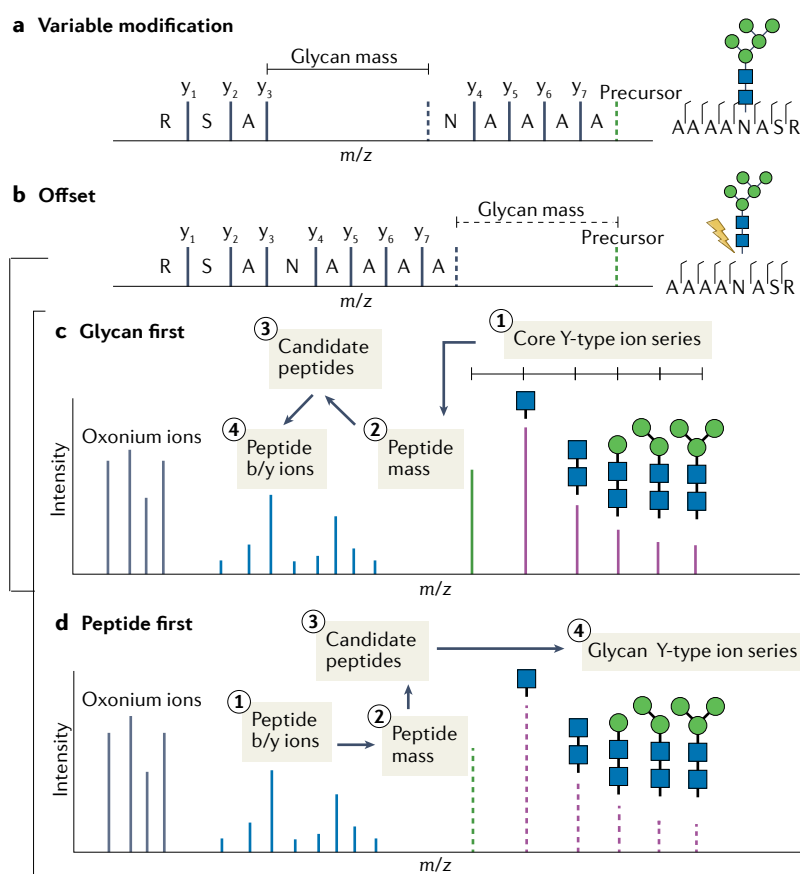 a Variable modification
Glycan mass
y1 y2 y3 y4 y5 y6 y7 Precursor
R S A N A A A A
m/z
AAAANASR
b Offset
Glycan mass
y1 y2 y3 y4 y5 y6 y7 Precursor
R S A N A A A A
m/z
AAAANASR
c Glycan first
3
Candidate
peptides
1
Core Y-type ion series
Oxonium ions
4
Peptide
b/y ions
2
Peptide
mass
Intensity
m/z
d Peptide first
3
Candidate
peptides
4
Glycan Y-type ion series
Oxonium ions
1
Peptide
b/y ions
2
Peptide
mass
Intensity
m/z